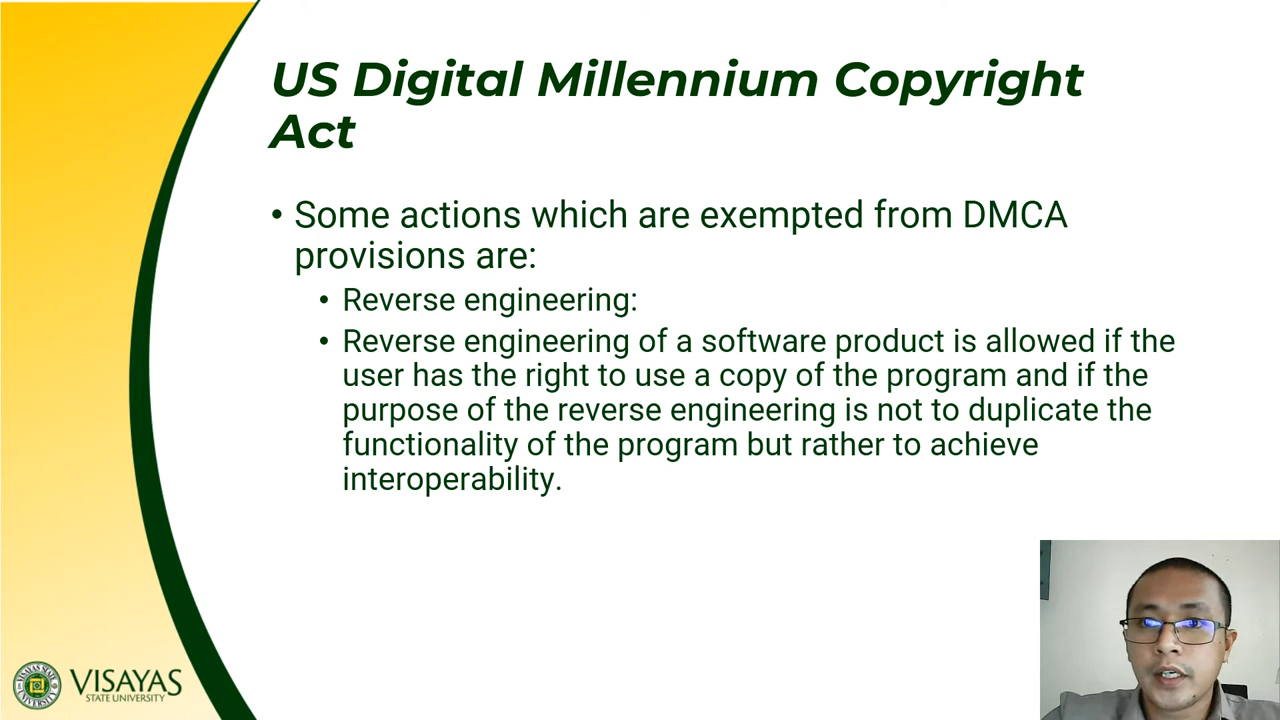 US Digital Millennium Copyright
Act
• Some actions which are exempted from DMCA
provisions are:
• Reverse engineering:
• Reverse engineering of a software product is allowed if the
user has the right to use a copy of the program and if the
purpose of the reverse engineering is not to duplicate the
functionality of the program but rather to achieve
interoperability.
VISAYAS
STATE UNIVERSITY